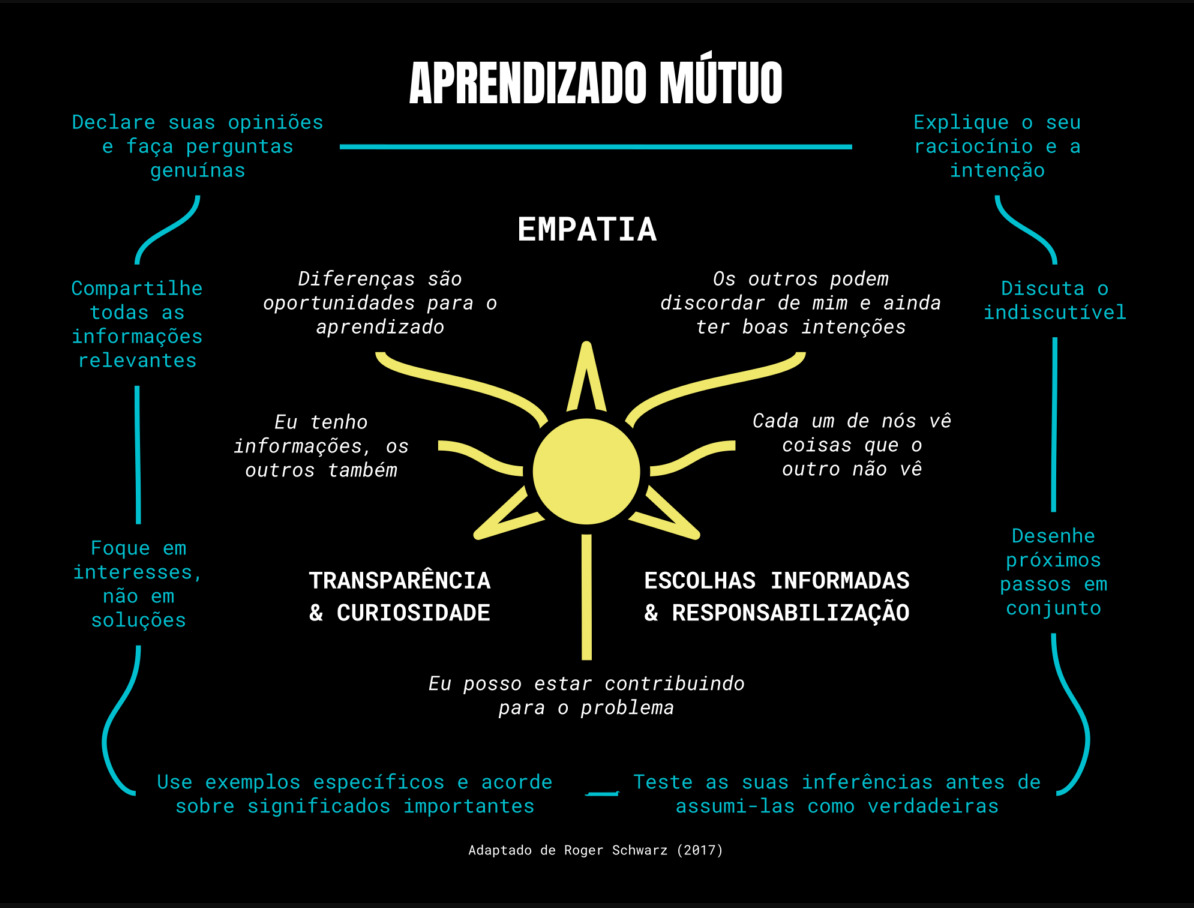 APRENDIZADO MÚTUO
Declare suas opiniões
e faça perguntas
genuínas
Explique o seu
raciocínio e a
intenção
EMPATIA
Diferenças são
oportunidades para o
aprendizado
Os outros podem
discordar de mim e ainda
ter boas intenções
Compartilhe
todas as
informações
relevantes
Discuta o
indiscutível
Eu tenho
informações, os
outros também
Cada um de nós vê
coisas que o
outro não vê
Foque em
interesses,
não em
soluções
Desenhe
próximos
passos em
conjunto
TRANSPARÊNCIA
& CURIOSIDADE
ESCOLHAS INFORMADAS
& RESPONSABILIZAÇÃO
Eu posso estar contribuindo
para o problema
Use exemplos específicos e acorde
sobre significados importantes
Teste as suas inferências antes de
assumi-las como verdadeiras
Adaptado de Roger Schwarz (2017)